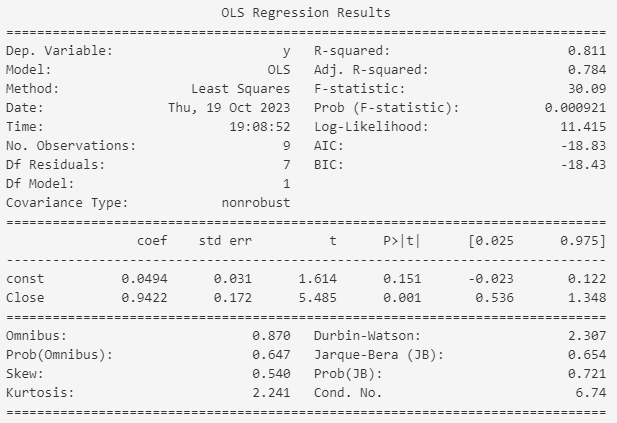 OLS Regression Results
==============================================================================
Dep. Variable:                      y   R-squared:                       0.811
Model:                            OLS   Adj. R-squared:                  0.784
Method:                 Least Squares   F-statistic:                     30.09
Date:                Thu, 19 Oct 2023   Prob (F-statistic):           0.000921
Time:                        19:08:52   Log-Likelihood:                 11.415
No. Observations:                   9   AIC:                            -18.83
Df Residuals:                       7   BIC:                            -18.43
Df Model:                           1
Covariance Type:            nonrobust
==============================================================================
                 coef    std err          t      P>|t|      [0.025      0.975]
------------------------------------------------------------------------------
const          0.0494      0.031      1.614      0.151      -0.023       0.122
Close          0.9422      0.172      5.485      0.001       0.536       1.348
==============================================================================
Omnibus:                        0.870   Durbin-Watson:                   2.307
Prob(Omnibus):                  0.647   Jarque-Bera (JB):                0.654
Skew:                           0.540   Prob(JB):                        0.721
Kurtosis:                       2.241   Cond. No.                         6.74
==============================================================================